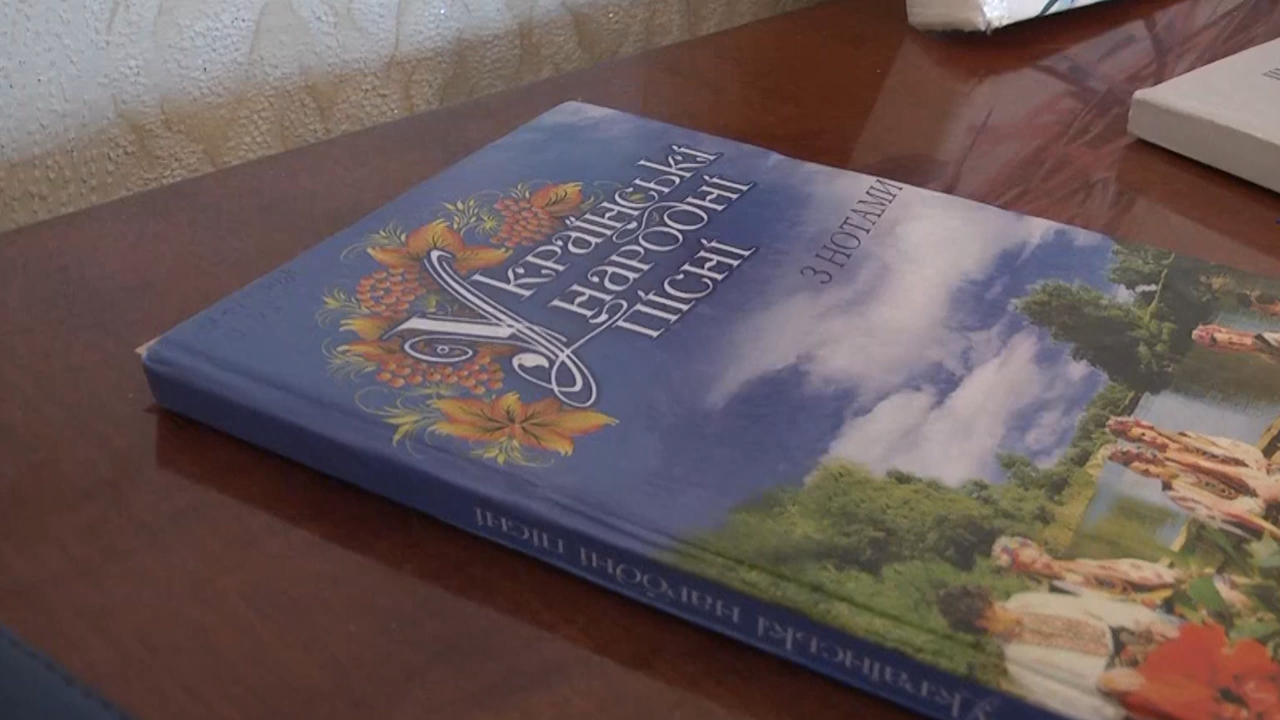 Українські
народні
пісні
З НОТАМИ
Українські народні пісні